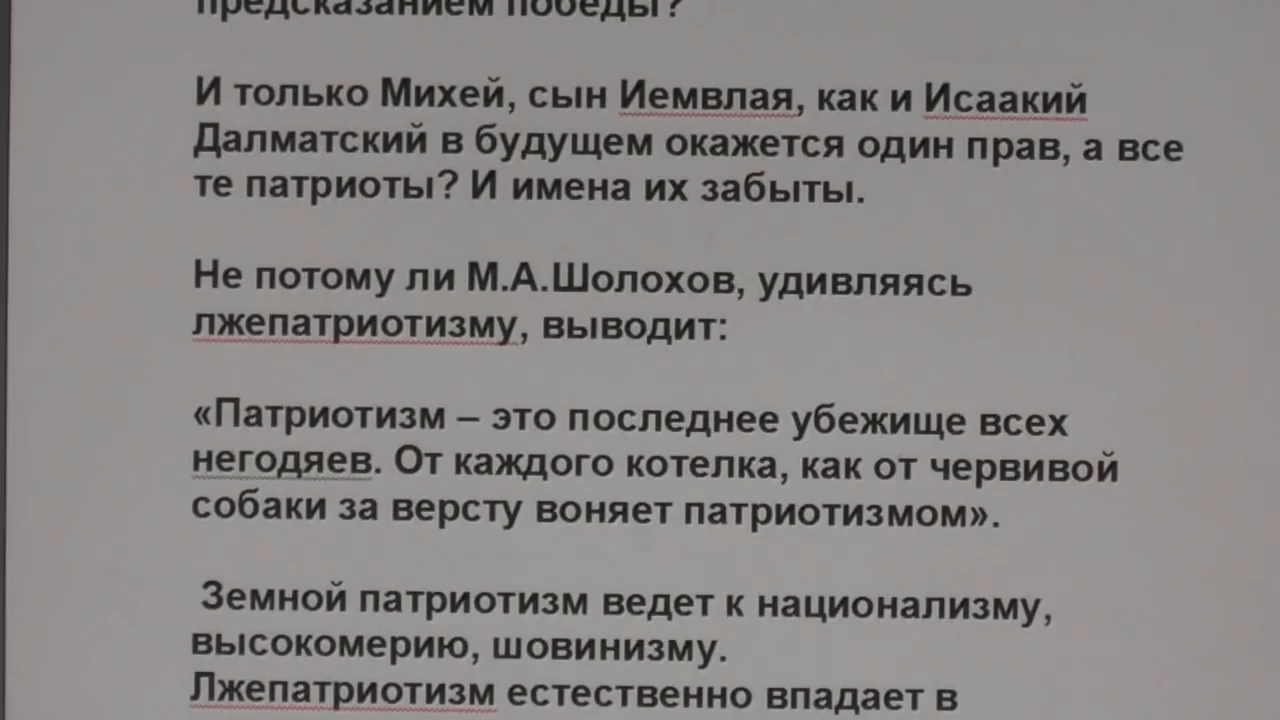 предсказанием победы?
И только Михей, сын Иемвлая, как и Исаакий
Далматский в будущем окажется один прав, а все
те патриоты? И имена их забыты.
Не потому ли М.А.Шолохов, удивляясь
лжепатриотизму, выводит:
«Патриотизм – это последнее убежище всех
негодяев. От каждого котелка, как от червивой
собаки за версту воняет патриотизмом».
Земной патриотизм ведет к национализму,
высокомерию, шовинизму.
Лжепатриотизм естественно впадает в